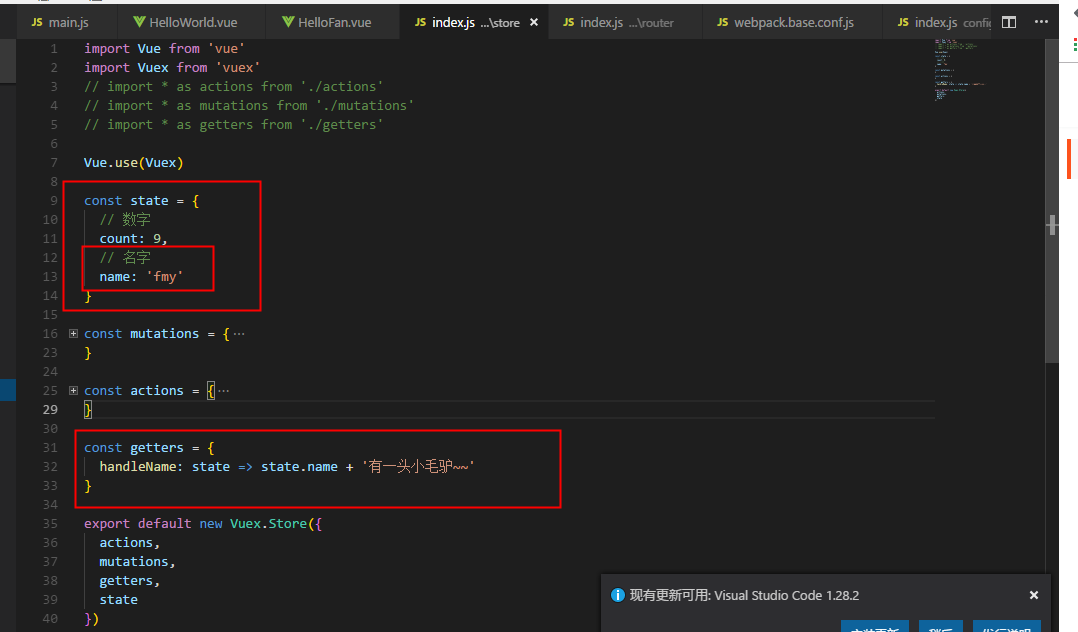 JS main.js HelloWorld.vue HelloFan.vue JS index.js ...\store × JS index.js ...\router JS webpack.base.conf.js JS index.js config
1 import Vue from 'vue'
2 import Vuex from 'vuex'
3 // import * as actions from './actions'
4 // import * as mutations from './mutations'
5 // import * as getters from './getters'
6
7 Vue.use(Vuex)
8
9 const state = {
10 // 数字
11 count: 9,
12 // 名字
13 name: 'fmy'
14 }
15
16 const mutations = {...
23 }
24
25 const actions = {...
29 }
30
31 const getters = {
32 handleName: state => state.name + '有一头小毛驴~~'
33 }
34
35 export default new Vuex.Store({
36 actions,
37 mutations,
38 getters,
39 state
40 })
现有更新可用: Visual Studio Code 1.28.2 ×